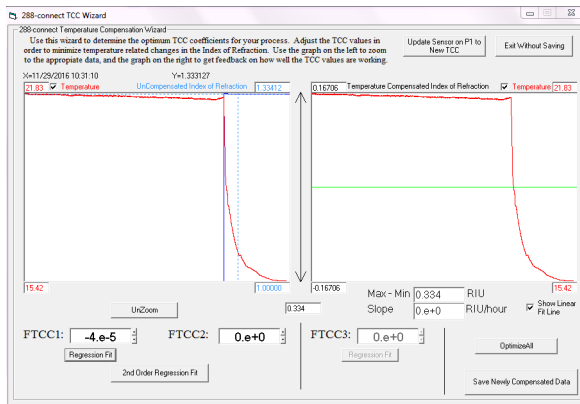 288-connect TCC Wizard
288-connect Temperature Compensation Wizard
Use this wizard to determine the optimum TCC coefficients for your process. Adjust the TCC values in
order to minimize temperature related changes in the Index of Refraction. Use the graph on the left to zoom
to the appropiate data, and the graph on the right to get feedback on how well the TCC values are working.
Update Sensor on P1 to
New TCC
Exit Without Saving
X=11/29/2016 10:31:10 Y=1.333127
21.83 Temperature UnCompensated Index of Refraction 1.33412
0.16706 Temperature Compensated Index of Refraction Temperature 21.83
15.42 1.00000
-0.16706 15.42
UnZoom
0.334
Max - Min 0.334 RIU
Slope 0.e+0 RIU/hour
Show Linear
Fit Line
FTCC1: -4.e-5 FTCC2: 0.e+0 FTCC3: 0.e+0
Regression Fit
Regression Fit
OptimizeAll
2nd Order Regression Fit
Save Newly Compensated Data